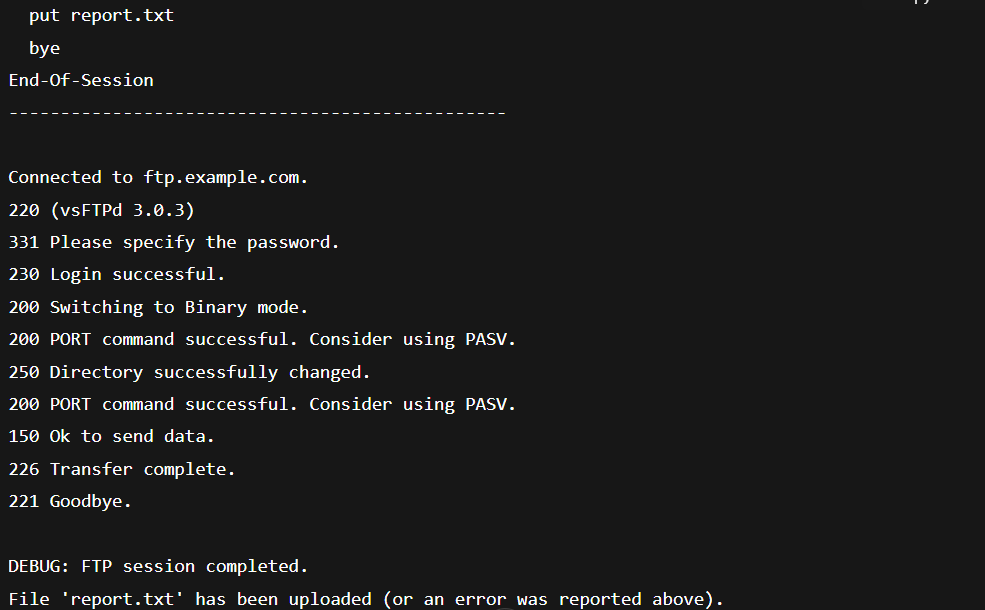 put report.txt
bye
End-Of-Session
------------------------------------------------
Connected to ftp.example.com.
220 (vsFTPd 3.0.3)
331 Please specify the password.
230 Login successful.
200 Switching to Binary mode.
200 PORT command successful. Consider using PASV.
250 Directory successfully changed.
200 PORT command successful. Consider using PASV.
150 Ok to send data.
226 Transfer complete.
221 Goodbye.
DEBUG: FTP session completed.
File 'report.txt' has been uploaded (or an error was reported above).